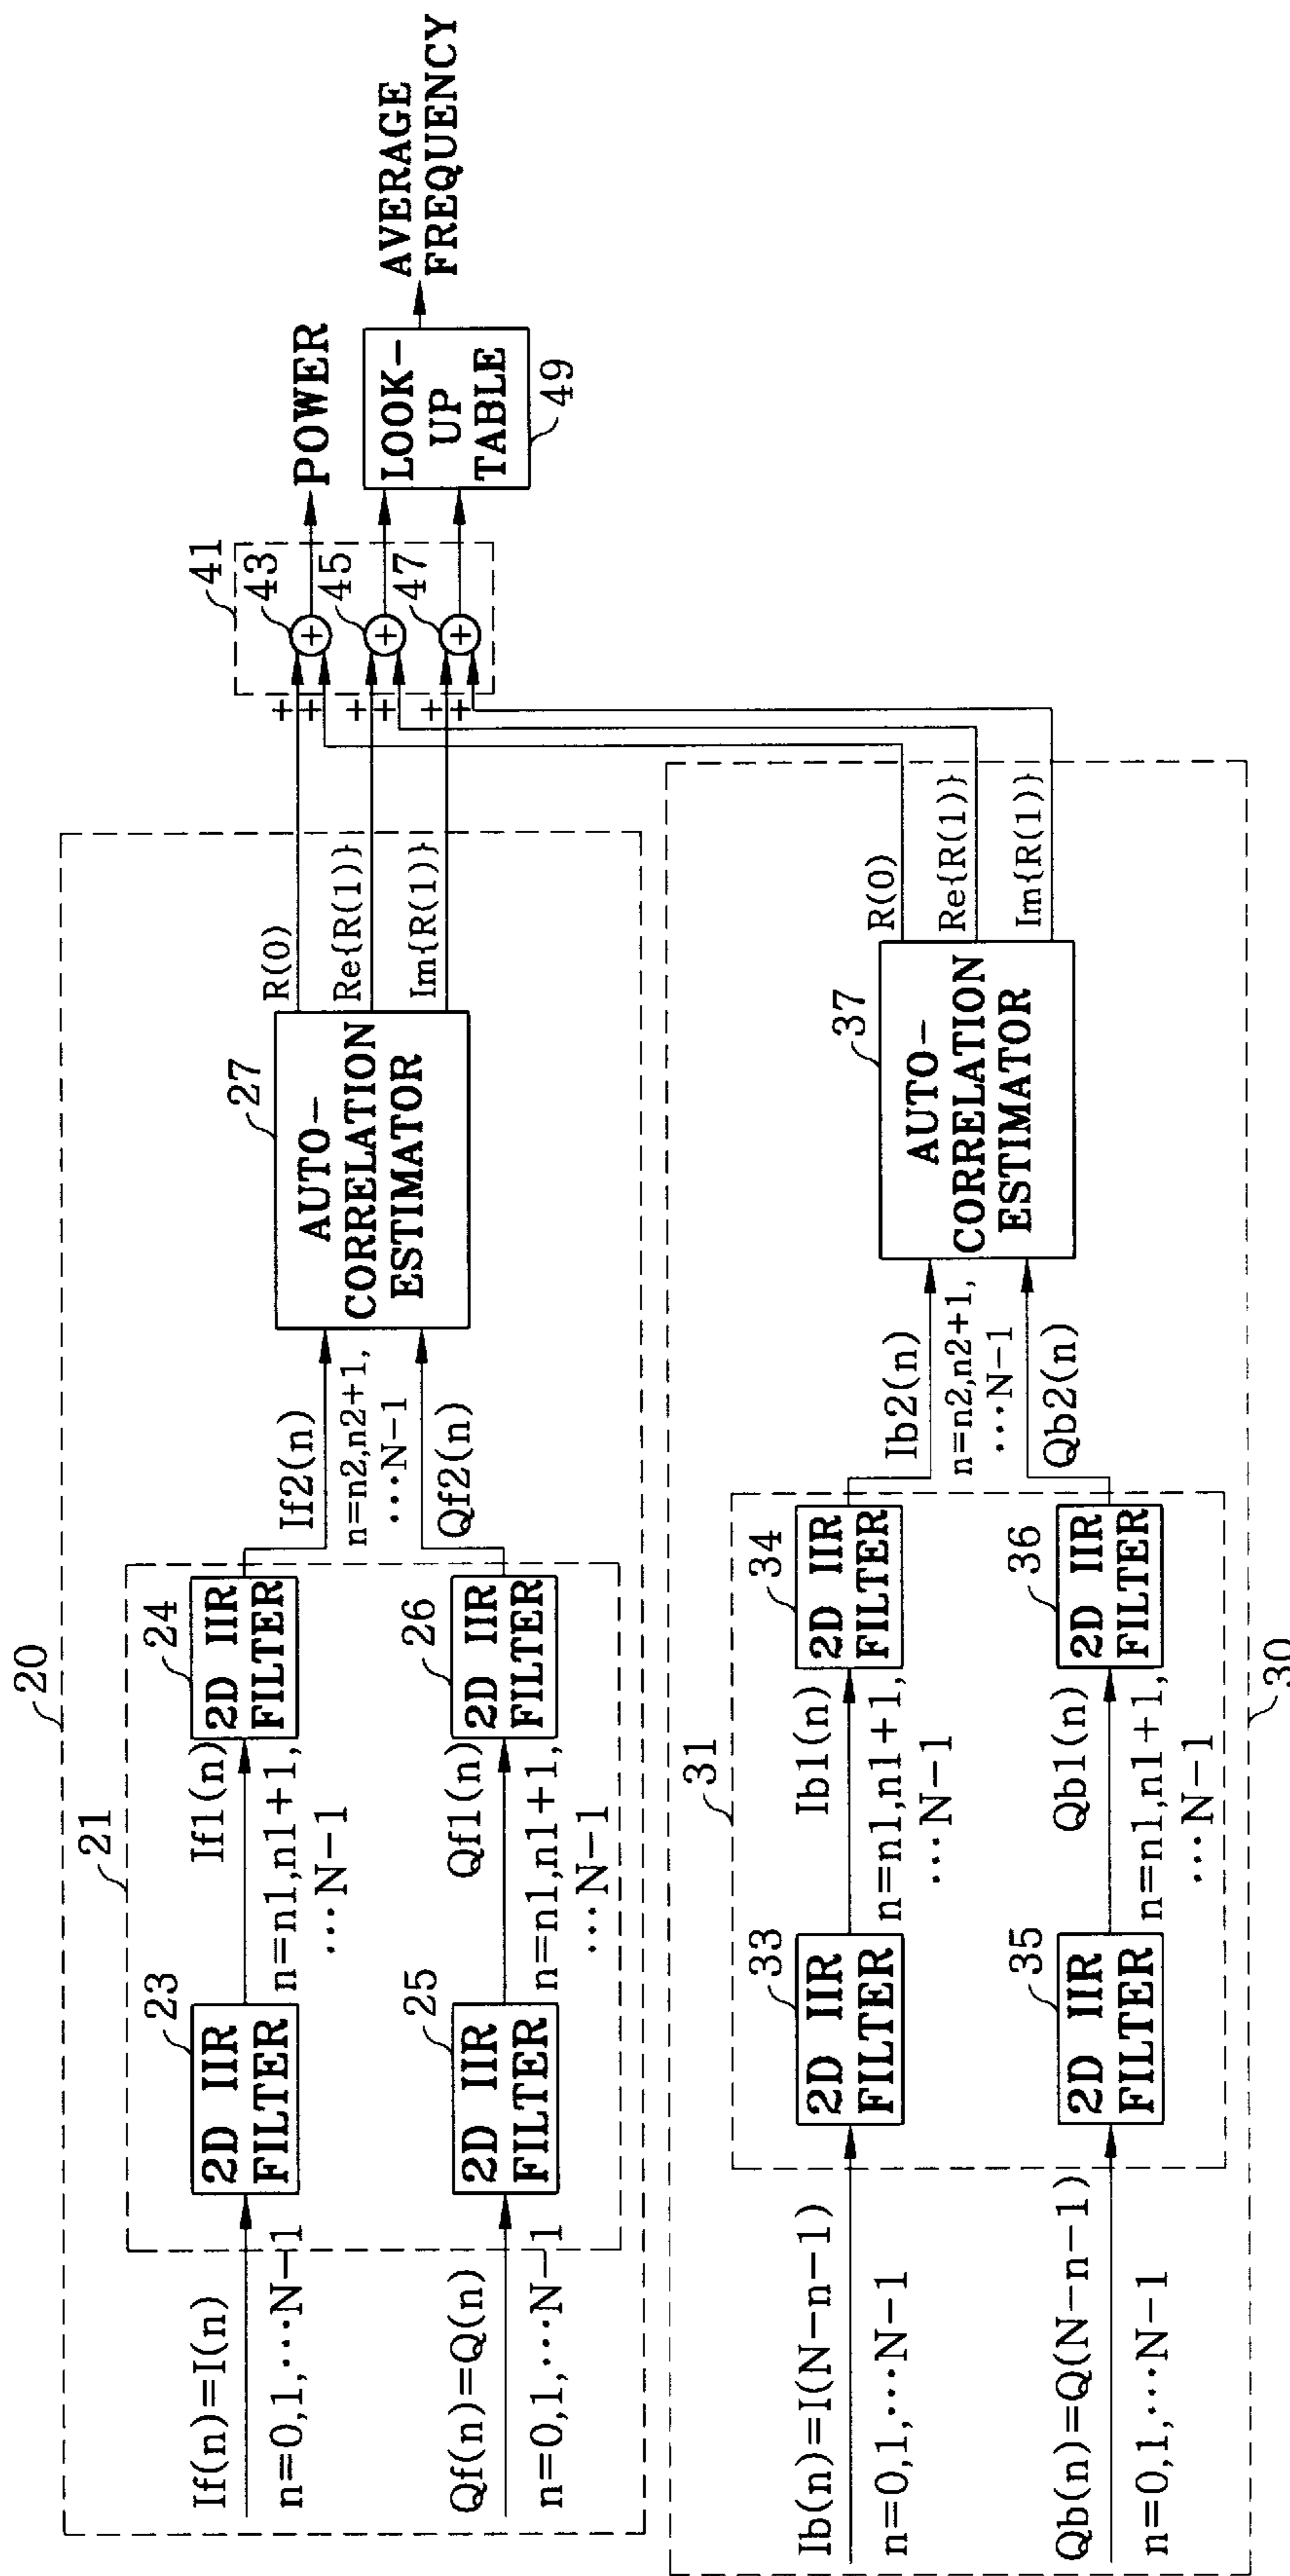 20
21
If(n)=I(n)
n=0,1,···N−1
23
2D IIR
FILTER
If1(n)
n=n1,n1+1,
···N−1
24
2D IIR
FILTER
If2(n)
n=n2,n2+1,
···N−1
Qf(n)=Q(n)
n=0,1,···N−1
25
2D IIR
FILTER
Qf1(n)
n=n1,n1+1,
···N−1
26
2D IIR
FILTER
Qf2(n)
27
AUTO−
CORRELATION
ESTIMATOR
R(0)
Re{R(1)}
Im{R(1)}
41
43
45
47
+
+
+
+
+
+
+
+
+
POWER
LOOK−
UP
TABLE
49
AVERAGE
FREQUENCY
30
31
Ib(n)=I(N−n−1)
n=0,1,···N−1
33
2D IIR
FILTER
Ib1(n)
n=n1,n1+1,
···N−1
34
2D IIR
FILTER
Ib2(n)
n=n2,n2+1,
···N−1
Qb(n)=Q(N−n−1)
n=0,1,···N−1
35
2D IIR
FILTER
Qb1(n)
n=n1,n1+1,
···N−1
36
2D IIR
FILTER
Qb2(n)
37
AUTO−
CORRELATION
ESTIMATOR
R(0)
Re{R(1)}
Im{R(1)}